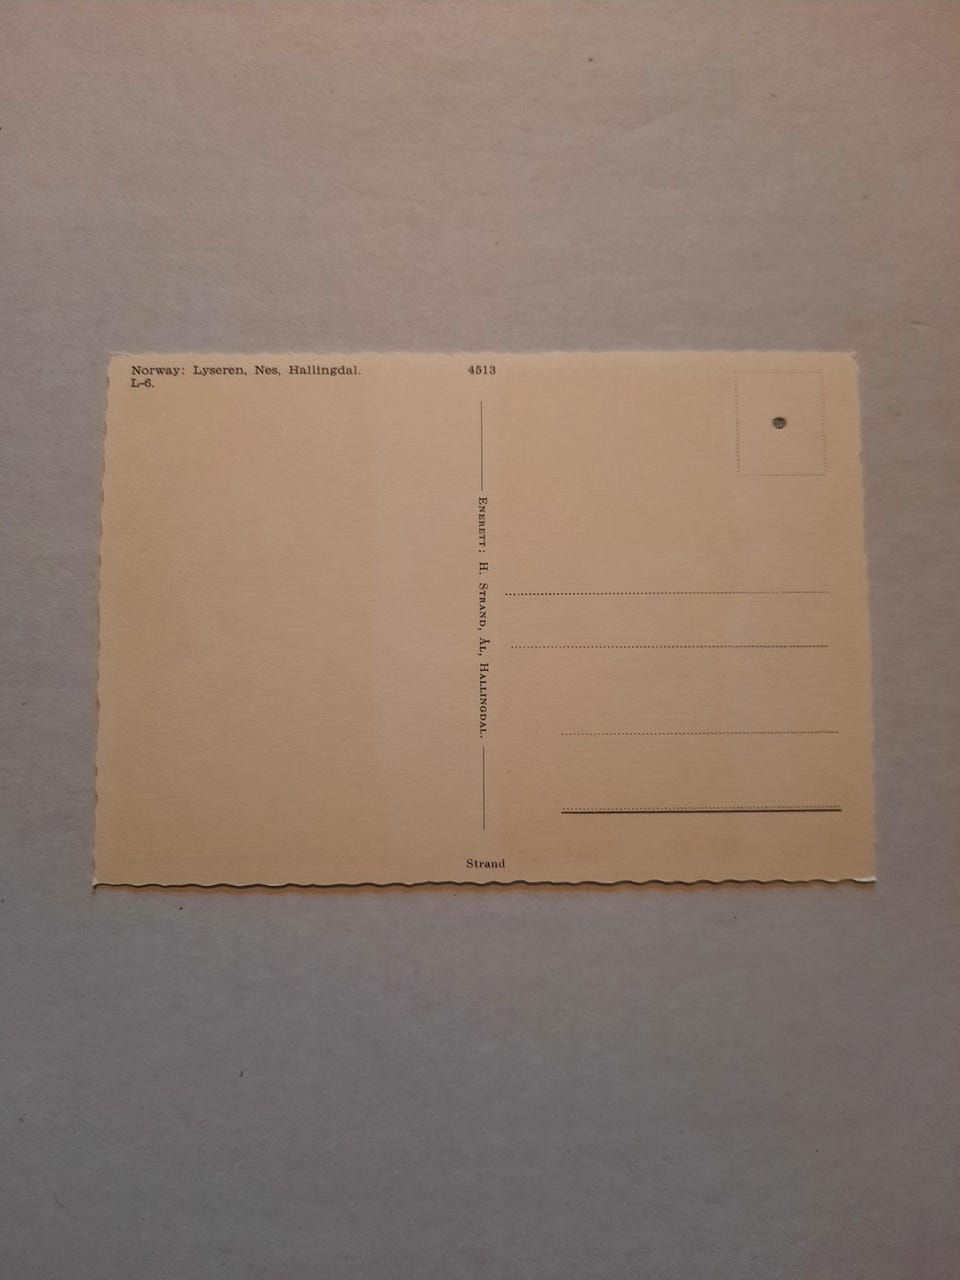 Norway: Lyseren, Nes, Hallingdal.
L-6.
4513
ENERETT: H. STRAND, ÅL, HALLINGDAL.
Strand